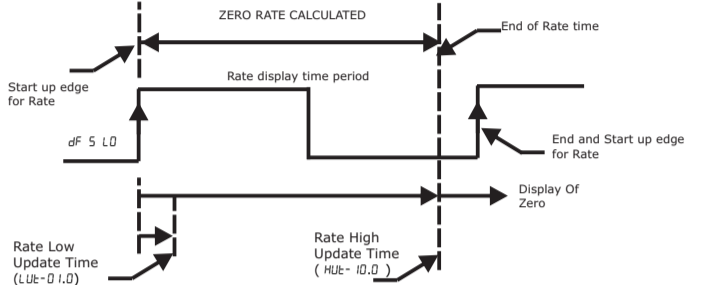 ZERO RATE CALCULATED
End of Rate time
Start up edge
for Rate
Rate display time period
dF S LO
End and Start up edge
for Rate
Display Of
Zero
Rate Low
Update Time
(LUt-01.0)
Rate High
Update Time
( HUt- 10.0 )